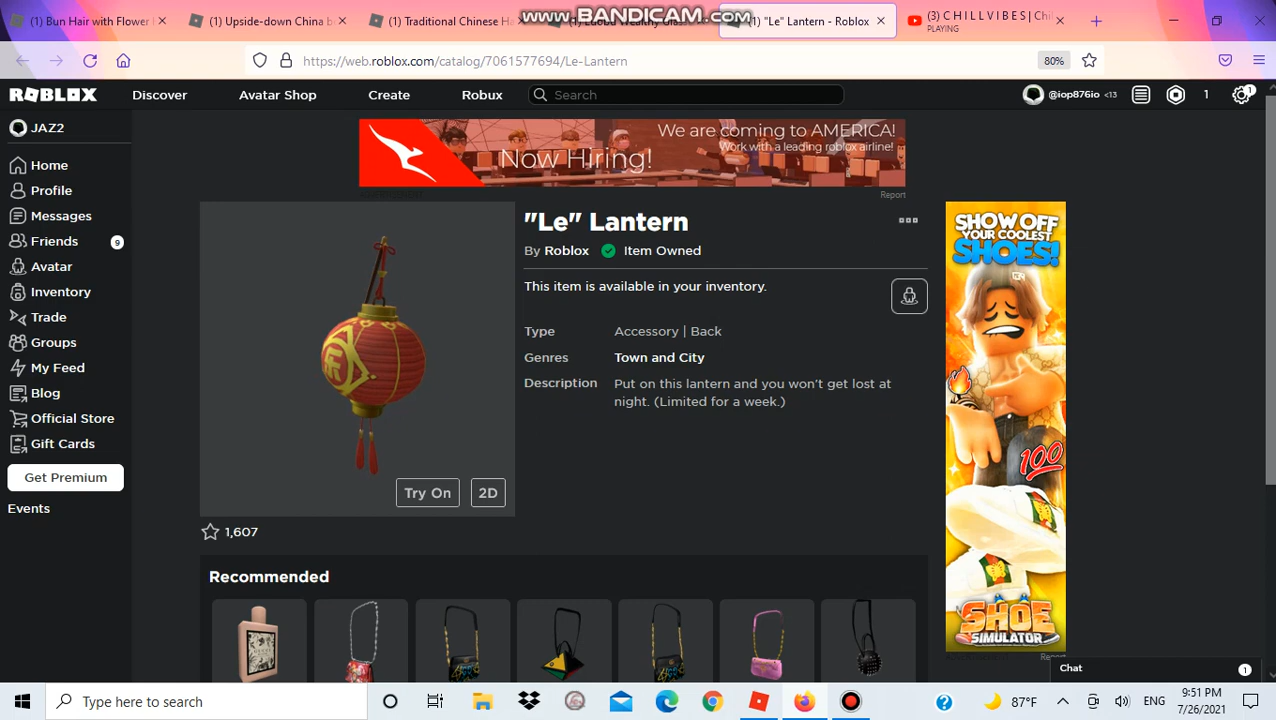 www.BANDICAM.com
(1) Bun Hair with Flower
(1) Upside-down China b
(1) Traditional Chinese Ha
(1) "Le" Lantern - Roblox
(3) C H I L L V I B E S | Chi
PLAYING
https://web.roblox.com/catalog/7061577694/Le-Lantern
80%
ROBLOX
Discover
Avatar Shop
Create
Robux
Search
@iop876io <13
1
1
JAZ2
Home
Profile
Messages
Friends
9
Avatar
Inventory
Trade
Groups
My Feed
Blog
Official Store
Gift Cards
Get Premium
Events
Now Hiring!
We are coming to AMERICA!
Work with a leading roblox airline!
Report
乐
Try On
2D
1,607
"Le" Lantern
By Roblox
Item Owned
This item is available in your inventory.
Type
Accessory | Back
Genres
Town and City
Description
Put on this lantern and you won't get lost at
night. (Limited for a week.)
Recommended
SHOW OFF
YOUR COOLEST
SHOES!
100
SHOE
SIMULATOR
Report
Chat
1
Type here to search
87°F
ENG
9:51 PM
7/26/2021